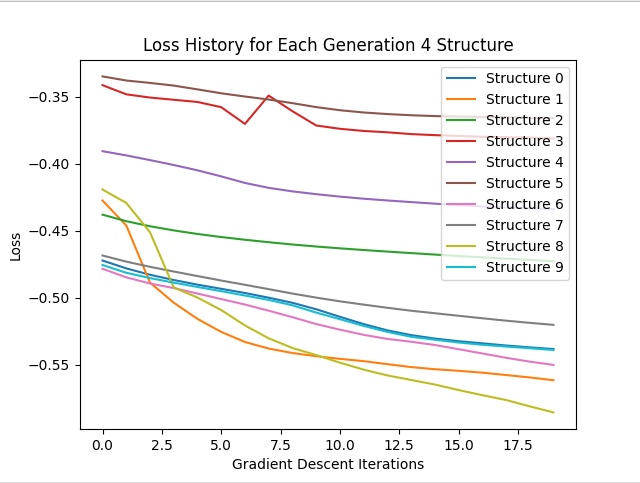 Loss History for Each Generation 4 Structure
Loss
−0.35
−0.40
−0.45
−0.50
−0.55
Structure 0
Structure 1
Structure 2
Structure 3
Structure 4
Structure 5
Structure 6
Structure 7
Structure 8
Structure 9
0.0
2.5
5.0
7.5
10.0
12.5
15.0
17.5
Gradient Descent Iterations